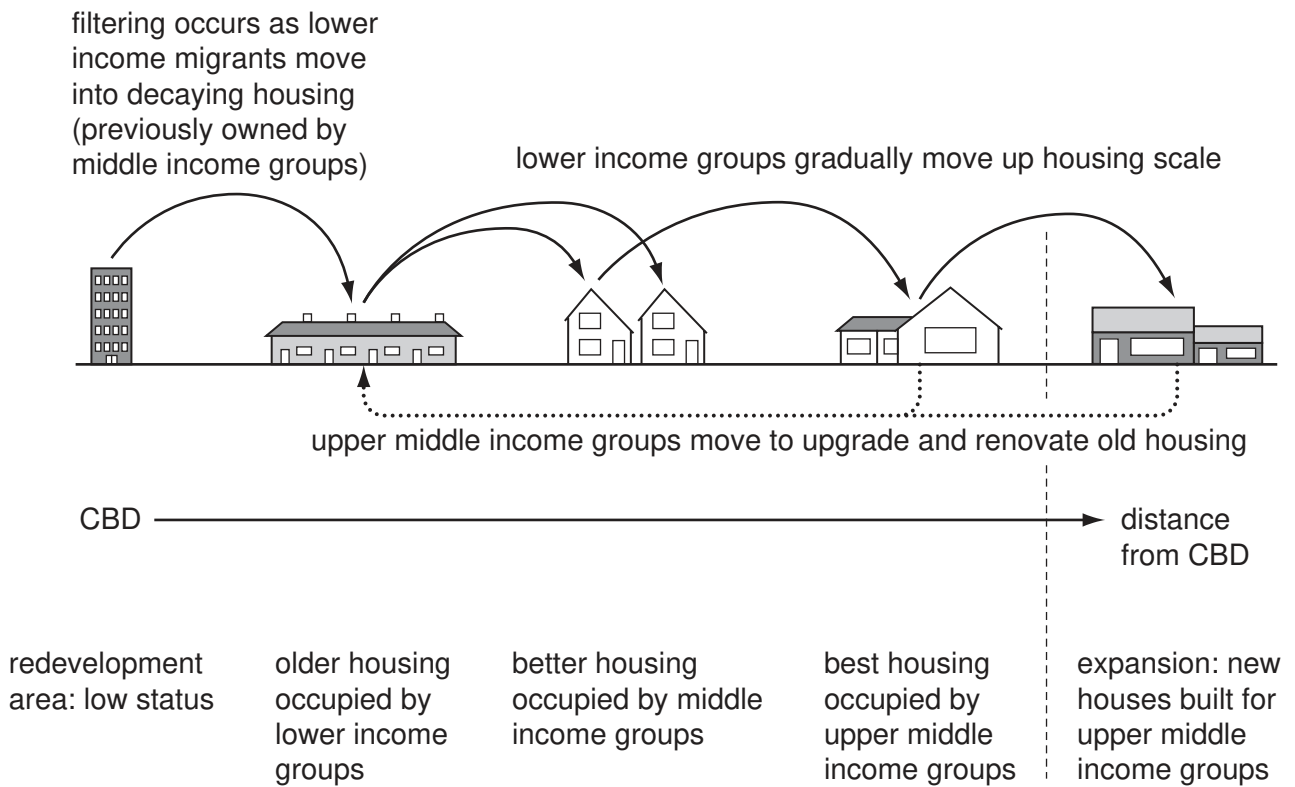 filtering occurs as lower
income migrants move
into decaying housing
(previously owned by
middle income groups)
lower income groups gradually move up housing scale
upper middle income groups move to upgrade and renovate old housing
CBD
distance
from CBD
redevelopment
area: low status
older housing
occupied by
lower income
groups
better housing
occupied by middle
income groups
best housing
occupied by
upper middle
income groups
expansion: new
houses built for
upper middle
income groups